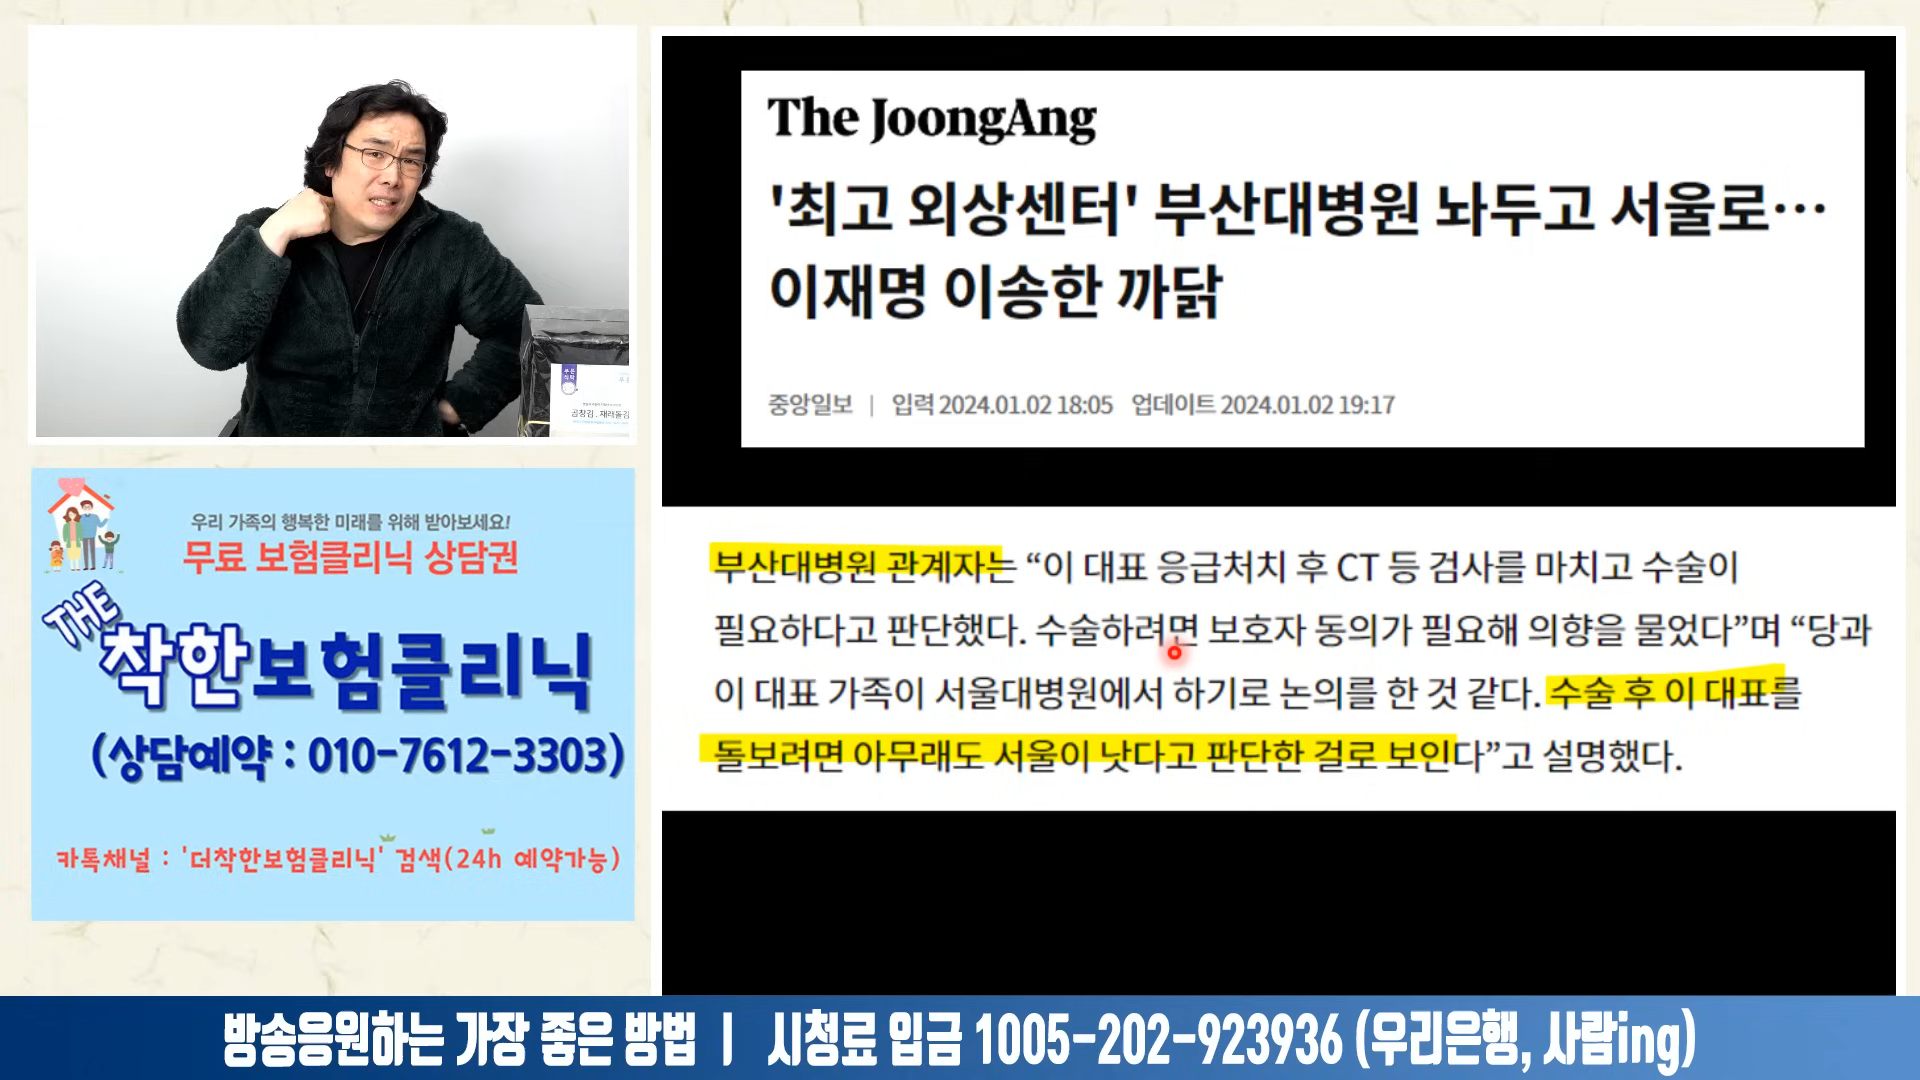 The JoongAng
'최고 외상센터' 부산대병원 놔두고 서울로…
이재명 이송한 까닭
중앙일보 | 입력 2024.01.02 18:05 업데이트 2024.01.02 19:17
부산대병원 관계자는 “이 대표 응급처치 후 CT 등 검사를 마치고 수술이
필요하다고 판단했다. 수술하려면 보호자 동의가 필요해 의향을 물었다”며 “당과
이 대표 가족이 서울대병원에서 하기로 논의를 한 것 같다. 수술 후 이 대표를
돌보려면 아무래도 서울이 낫다고 판단한 걸로 보인다”고 설명했다.
곱창김.재래돌김
우리 가족의 행복한 미래를 위해 받아보세요!
무료 보험클리닉 상담권
THE
착한보험클리닉
(상담예약 : 010-7612-3303)
카톡채널 : '더착한보험클리닉' 검색(24h 예약가능)
방송응원하는 가장 좋은 방법 | 시청료 입금 1005-202-923936 (우리은행, 사람ing)